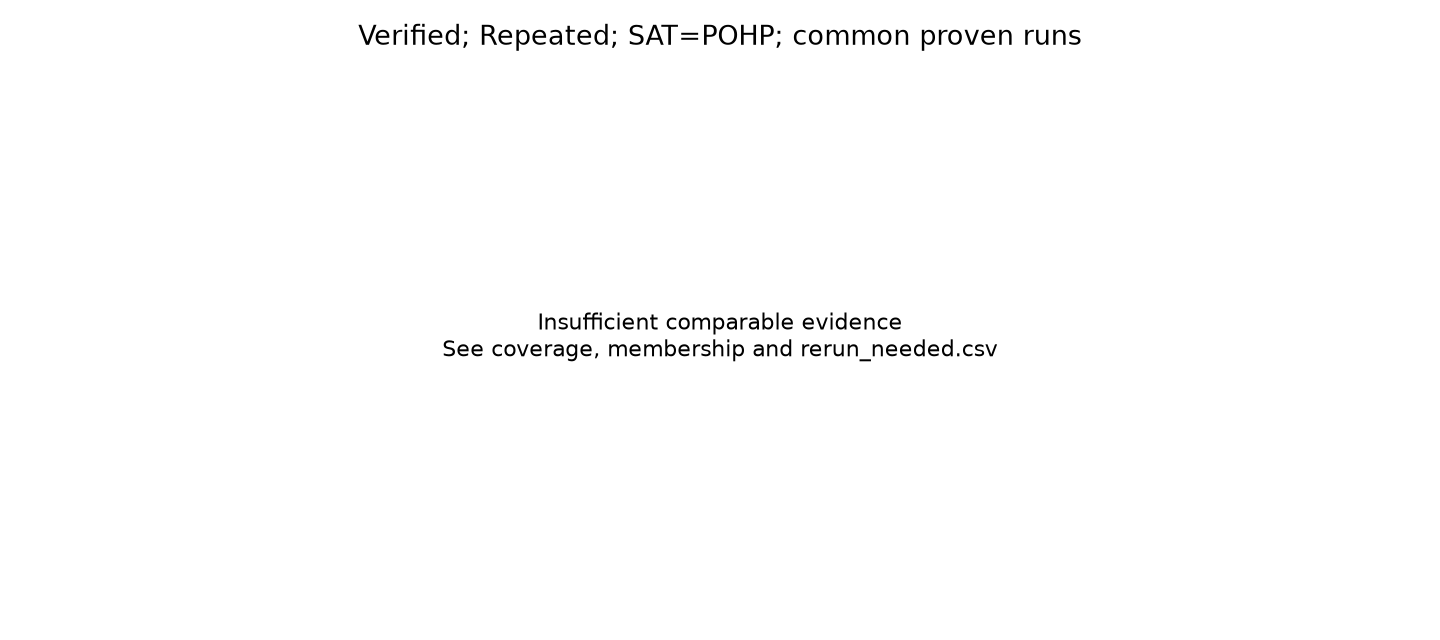 Verified; Repeated; SAT=POHP; common proven runs
Insufficient comparable evidence
See coverage, membership and rerun_needed.csv